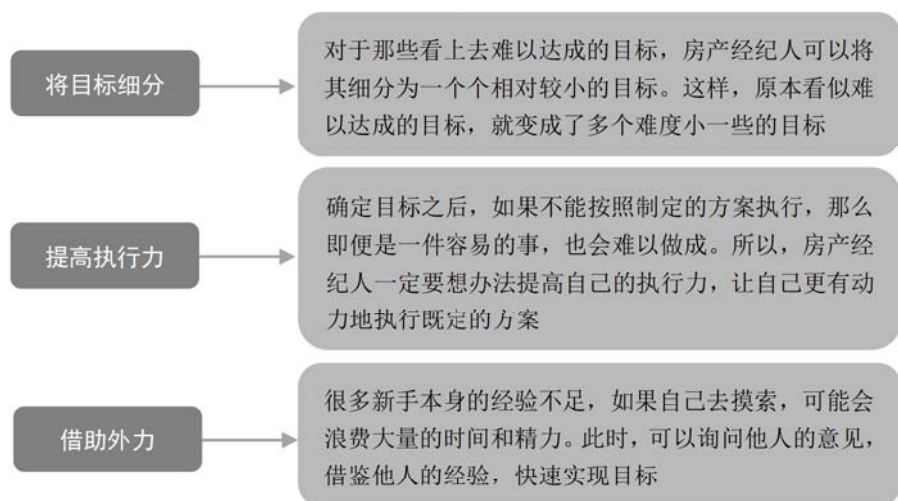 将目标细分
对于那些看上去难以达成的目标，房产经纪人可以将
其细分为一个个相对较小的目标。这样，原本看似难
以达成的目标，就变成了多个难度小一些的目标
提高执行力
确定目标之后，如果不能按照制定的方案执行，那么
即便是一件容易的事，也会难以做成。所以，房产经
纪人一定要想办法提高自己的执行力，让自己更有动
力地执行既定的方案
借助外力
很多新手本身的经验不足，如果自己去摸索，可能会
浪费大量的时间和精力。此时，可以询问他人的意见，
借鉴他人的经验，快速实现目标